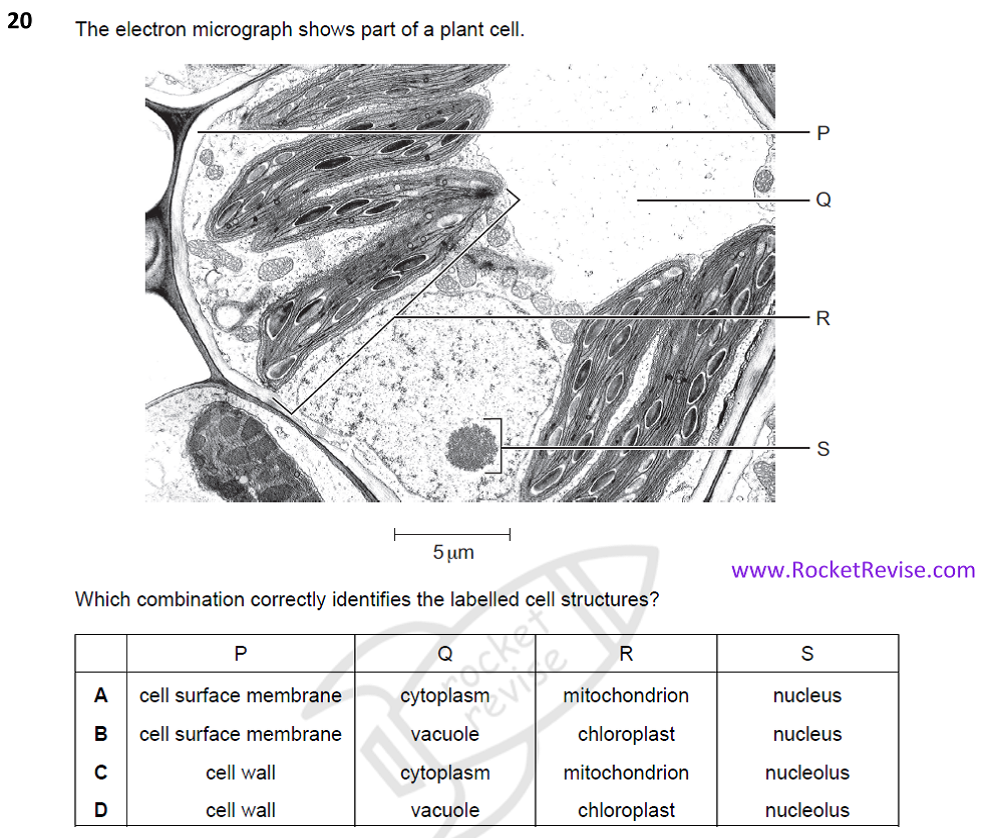 20 The electron micrograph shows part of a plant cell.
P
Q
R
S
5 µm
www.RocketRevise.com
Which combination correctly identifies the labelled cell structures?
P Q R S
A cell surface membrane cytoplasm mitochondrion nucleus
B cell surface membrane vacuole chloroplast nucleus
C cell wall cytoplasm mitochondrion nucleolus
D cell wall vacuole chloroplast nucleolus
rocket
revise